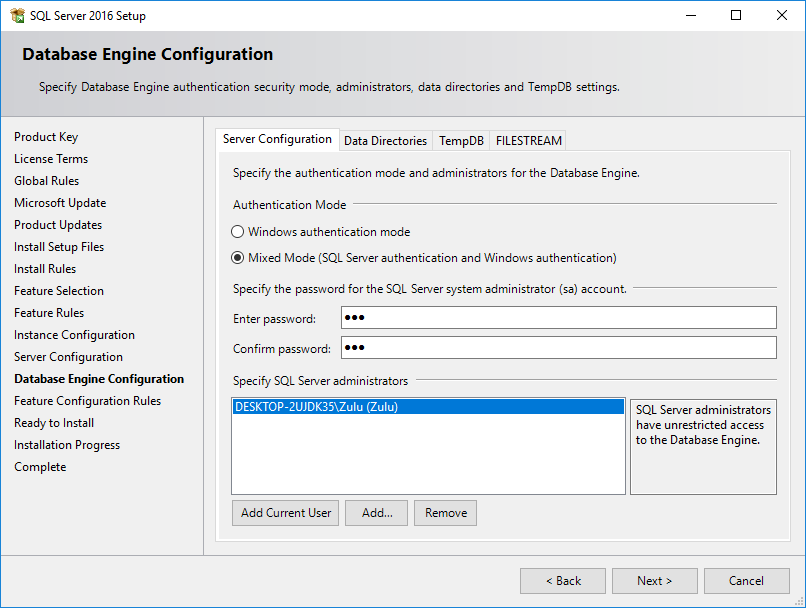 SQL Server 2016 Setup
Database Engine Configuration
Specify Database Engine authentication security mode, administrators, data directories and TempDB settings.
Product Key
License Terms
Global Rules
Microsoft Update
Product Updates
Install Setup Files
Install Rules
Feature Selection
Feature Rules
Instance Configuration
Server Configuration
Database Engine Configuration
Feature Configuration Rules
Ready to Install
Installation Progress
Complete
Server Configuration Data Directories TempDB FILESTREAM
Specify the authentication mode and administrators for the Database Engine.
Authentication Mode
Windows authentication mode
Mixed Mode (SQL Server authentication and Windows authentication)
Specify the password for the SQL Server system administrator (sa) account.
Enter password: ●●●
Confirm password: ●●●
Specify SQL Server administrators
DESKTOP-2UJDK35\Zulu (Zulu)
SQL Server administrators
have unrestricted access
to the Database Engine.
Add Current User Add... Remove
< Back Next > Cancel